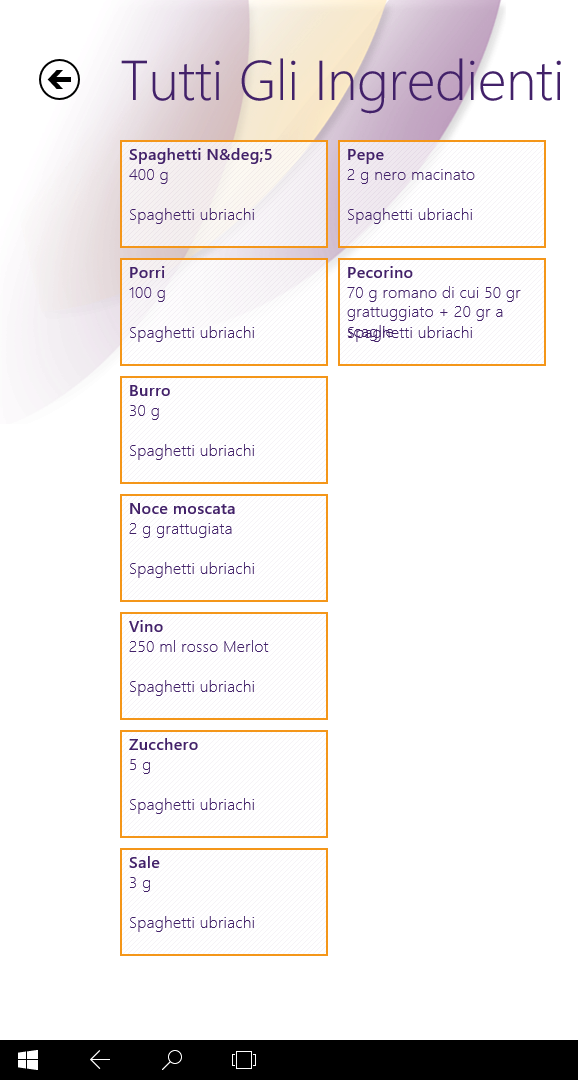 Tutti Gli Ingredienti
Spaghetti N&deg;5
400 g
Spaghetti ubriachi
Porri
100 g
Spaghetti ubriachi
Burro
30 g
Spaghetti ubriachi
Noce moscata
2 g grattugiata
Spaghetti ubriachi
Vino
250 ml rosso Merlot
Spaghetti ubriachi
Zucchero
5 g
Spaghetti ubriachi
Sale
3 g
Spaghetti ubriachi
Pepe
2 g nero macinato
Spaghetti ubriachi
Pecorino
70 g romano di cui 50 gr
grattuggiato + 20 gr a
scaglie
Spaghetti ubriachi